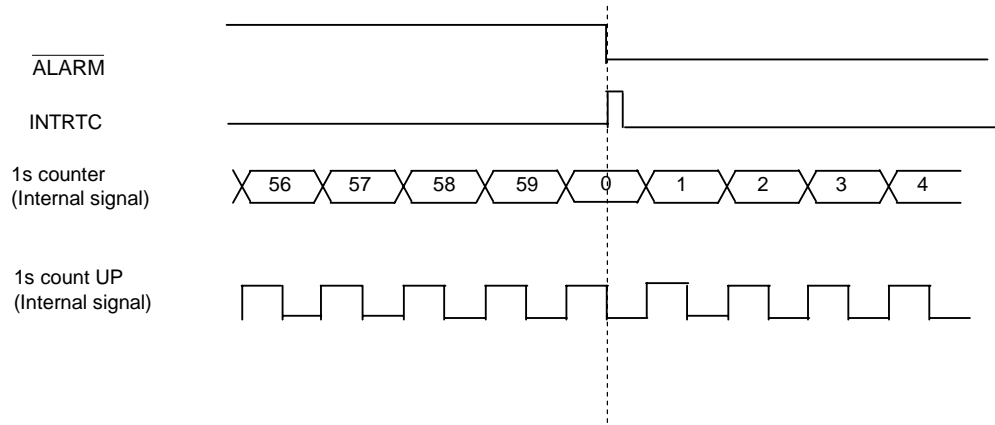 ALARM
INTRTC
1s counter
(Internal signal)
56 57 58 59 0 1 2 3 4
1s count UP
(Internal signal)